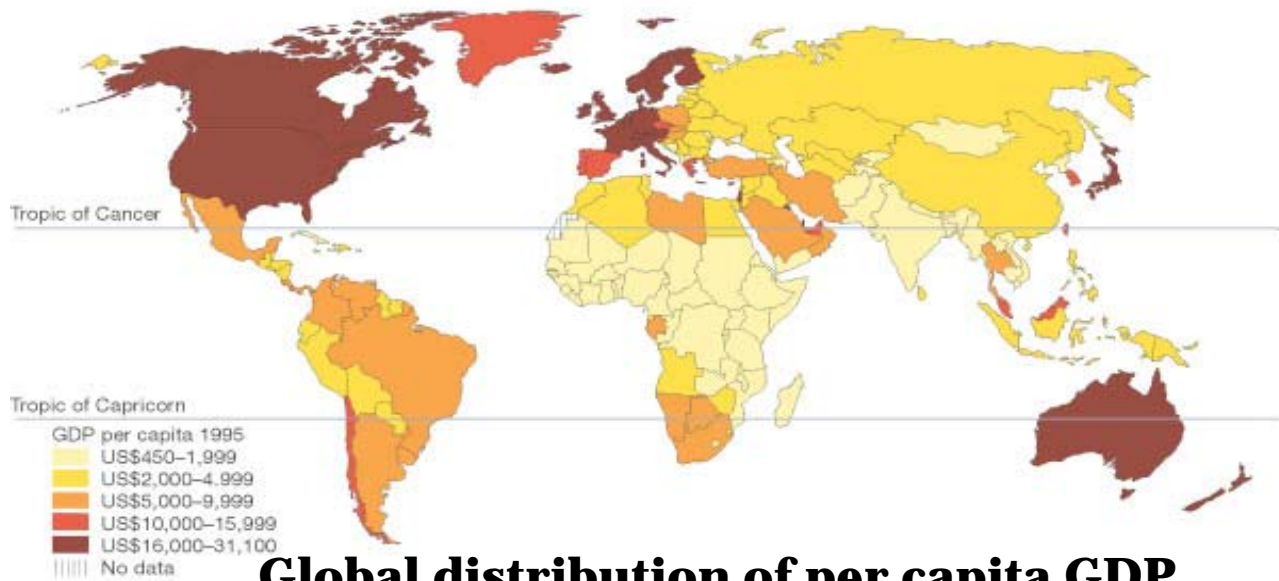 Tropic of Cancer
Tropic of Capricorn
GDP per capita 1995
US$450–1,999
US$2,000–4.999
US$5,000–9,999
US$10,000–15,999
US$16,000–31,100
No data
Global distribution of per capita GDP